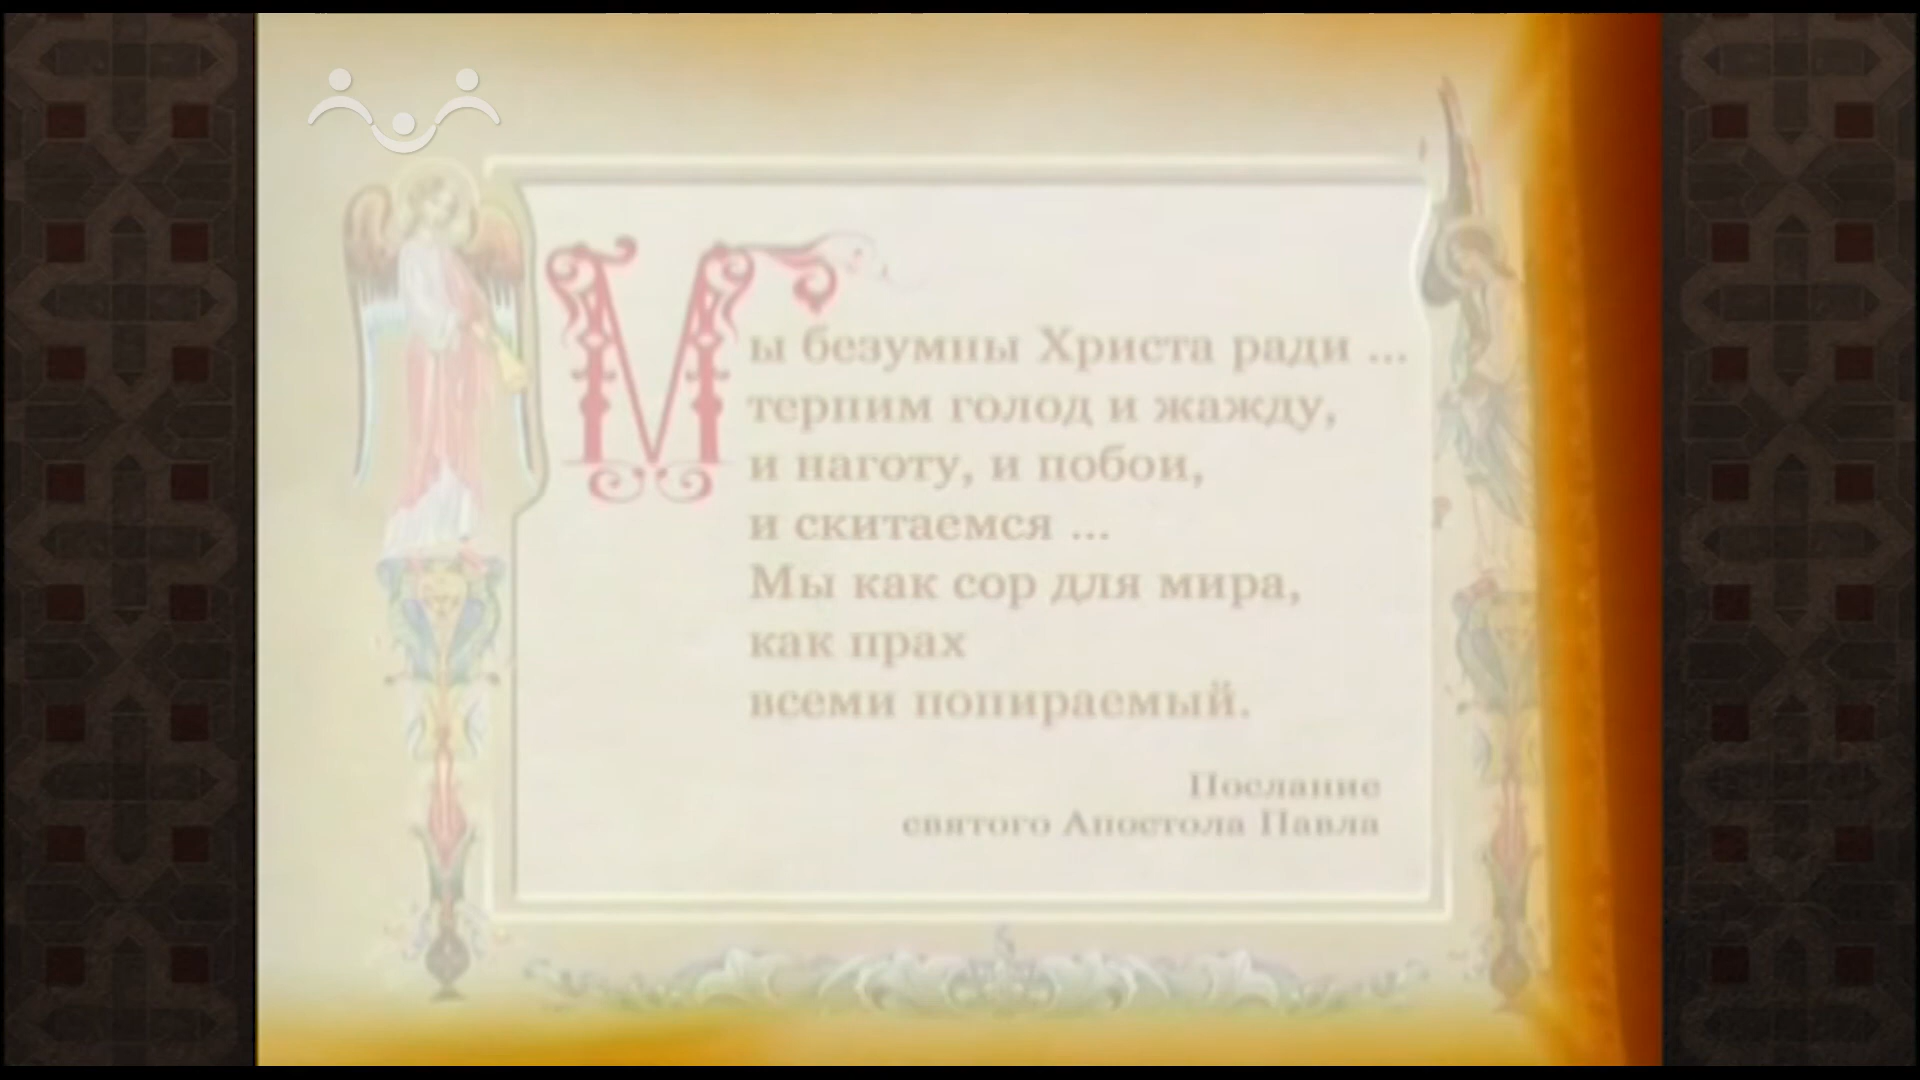 Мы безумны Христа ради ...
терпим голод и жажду,
и наготу, и побои,
и скитаемся ...
Мы как сор для мира,
как прах
всеми попираемый.
Послание
святого Апостола Павла